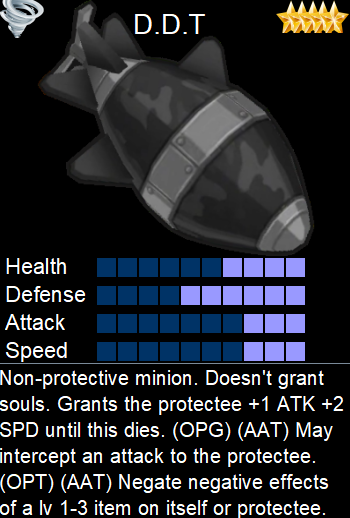 D.D.T
Health
Defense
Attack
Speed
Non-protective minion. Doesn't grant
souls. Grants the protectee +1 ATK +2
SPD until this dies. (OPG) (AAT) May
intercept an attack to the protectee.
(OPT) (AAT) Negate negative effects
of a lv 1-3 item on itself or protectee.